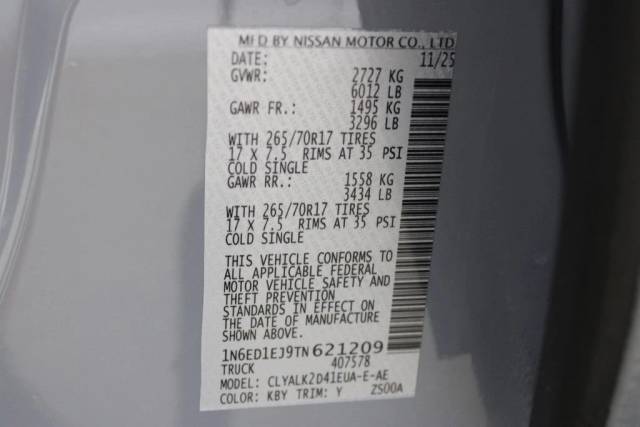 MFD BY NISSAN MOTOR CO., LTD
DATE: 11/25
GVWR: 2727 KG
6012 LB
GAWR FR.: 1495 KG
3296 LB
WITH 265/70R17 TIRES
17 X 7.5 RIMS AT 35 PSI
COLD SINGLE
GAWR RR.: 1558 KG
3434 LB
WITH 265/70R17 TIRES
17 X 7.5 RIMS AT 35 PSI
COLD SINGLE
THIS VEHICLE CONFORMS TO
ALL APPLICABLE FEDERAL
MOTOR VEHICLE SAFETY AND
THEFT PREVENTION
STANDARDS IN EFFECT ON
THE DATE OF MANUFACTURE
SHOWN ABOVE.
1N6ED1EJ9TN621209
TRUCK 407578
MODEL: CLYALK2D41EUA-E-AE
COLOR: KBY TRIM: Y ZS00A